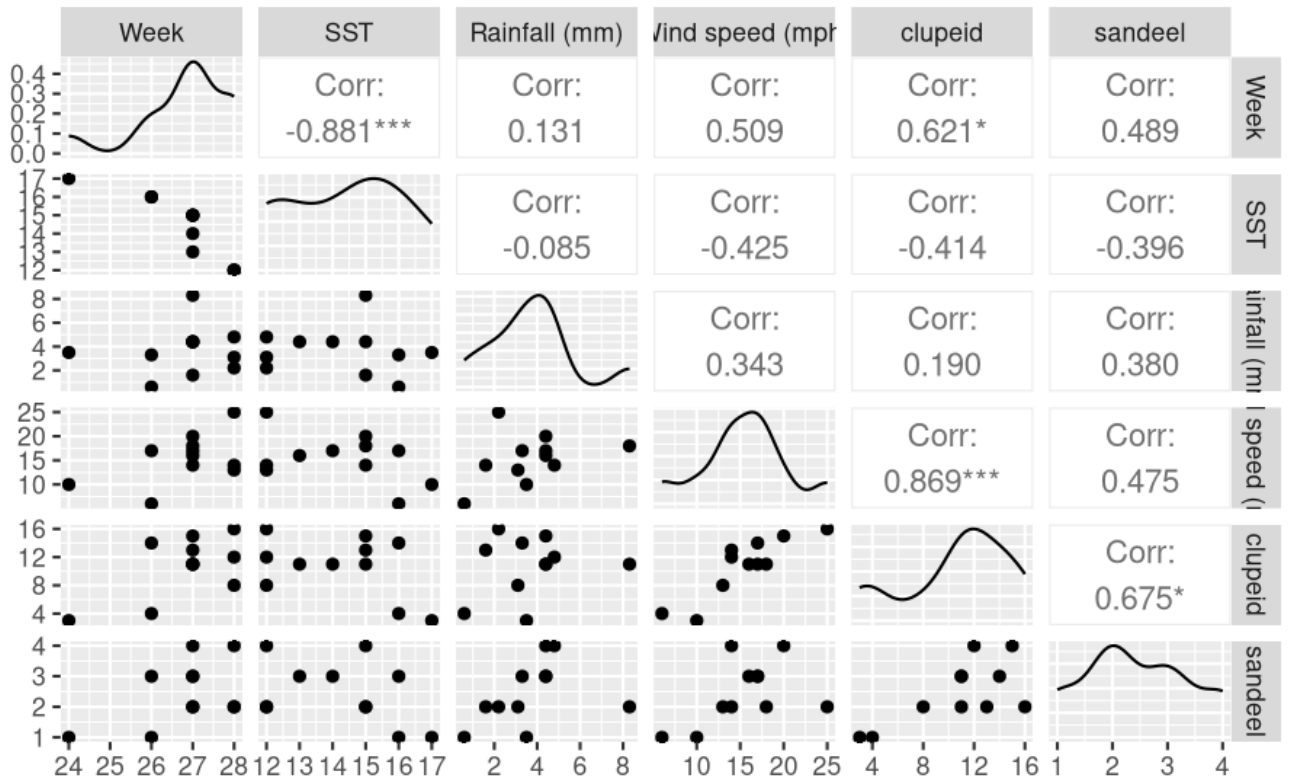 Week SST Rainfall (mm) Wind speed (mph clupeid sandeel
0.4
0.3
0.2
0.1
0.0
Corr: Corr: Corr: Corr: Corr:
-0.881*** 0.131 0.509 0.621* 0.489
Week
17
16
15
14
13
12
Corr: Corr: Corr: Corr:
-0.085 -0.425 -0.414 -0.396
SST
8
6
4
2
Corr: Corr: Corr:
0.343 0.190 0.380
ainfall (m
25
20
15
10
Corr: Corr:
0.869*** 0.475
speed (
16
12
8
4
Corr:
0.675*
clupeid
4
3
2
1
sandeel
24 25 26 27 28 12 13 14 15 16 17 2 4 6 8 10 15 20 25 4 8 12 16 1 2 3 4